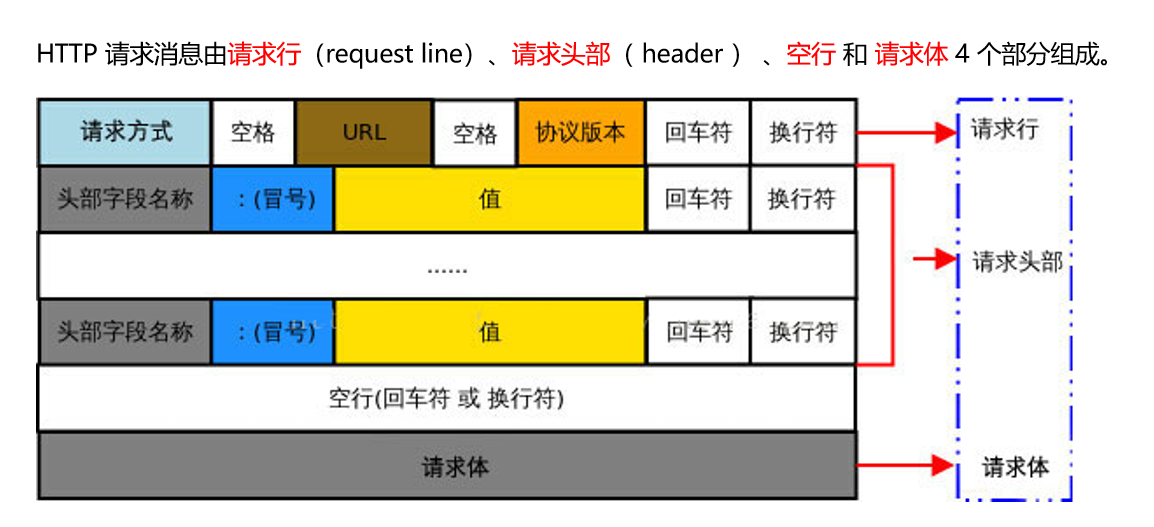 HTTP 请求消息由请求行（request line）、请求头部（ header ） 、空行 和 请求体 4 个部分组成。
请求方式 空格 URL 空格 协议版本 回车符 换行符 请求行
头部字段名称 ：(冒号) 值 回车符 换行符
...... 请求头部
头部字段名称 ：(冒号) 值 回车符 换行符
空行(回车符 或 换行符)
请求体 请求体